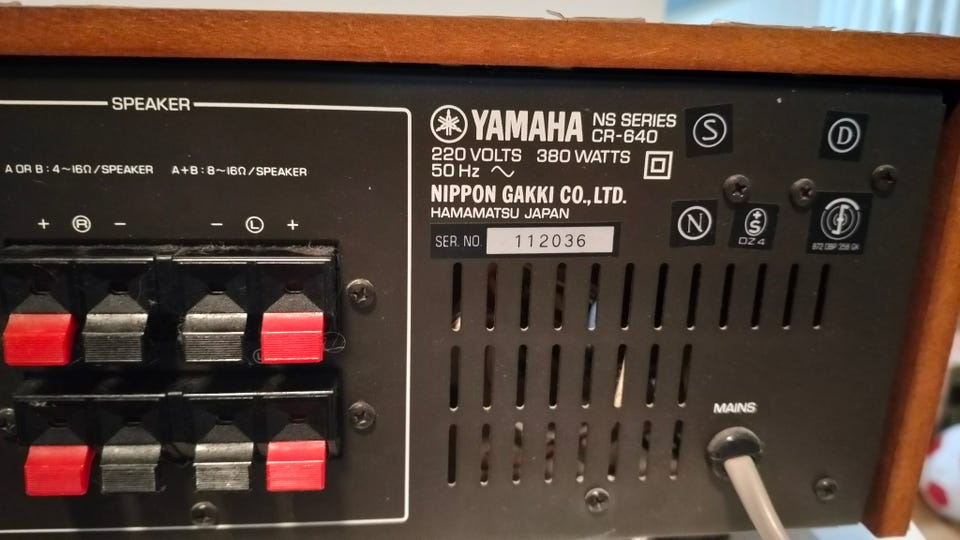 SPEAKER
A OR B : 4~16Ω/SPEAKER A+B : 8~16Ω/SPEAKER
+ R − − L +
YAMAHA NS SERIES
CR-640
220 VOLTS 380 WATTS
50 Hz ~
NIPPON GAKKI CO., LTD.
HAMAMATSU JAPAN
SER. NO. 112036
S
D
N
S
DZ 4
MAINS